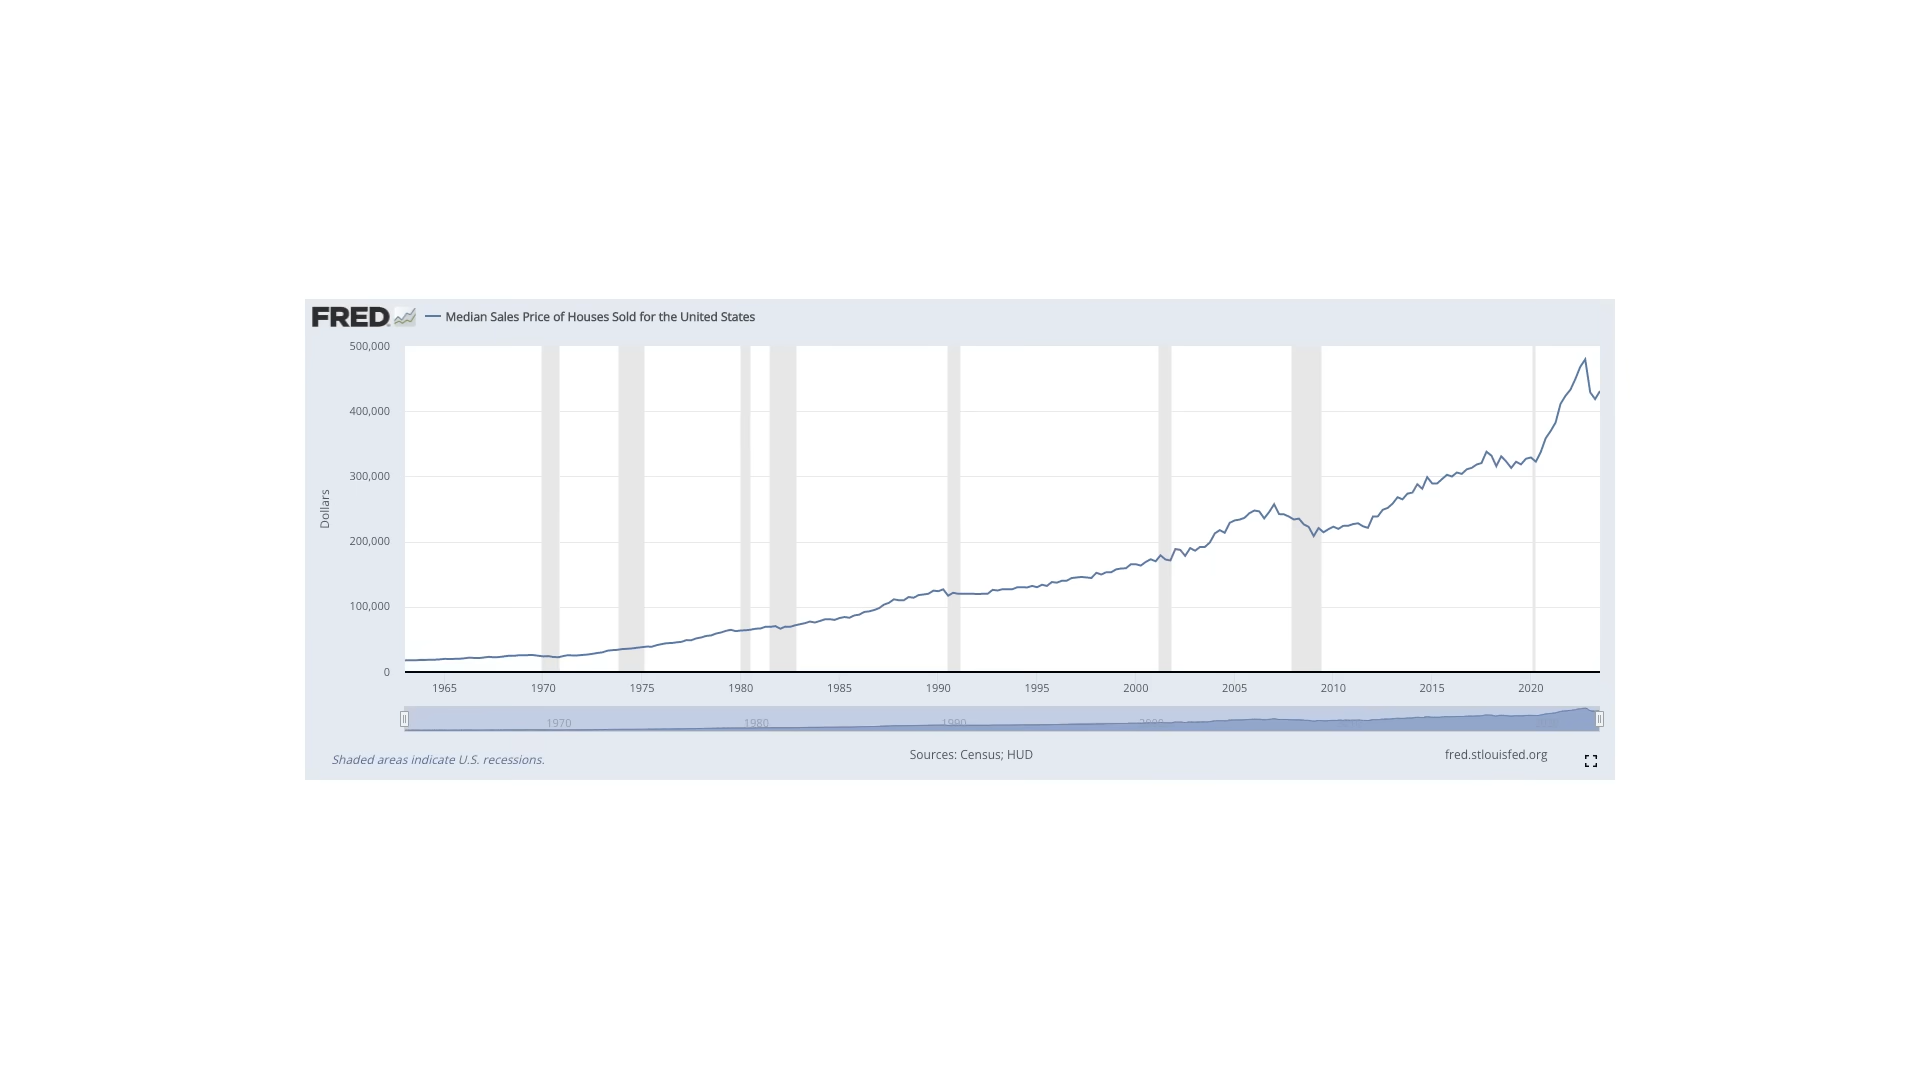 FRED
Median Sales Price of Houses Sold for the United States
500,000
400,000
300,000
200,000
100,000
0
Dollars
1965 1970 1975 1980 1985 1990 1995 2000 2005 2010 2015 2020
1970 1980 1990 2000
Shaded areas indicate U.S. recessions.
Sources: Census; HUD
fred.stlouisfed.org